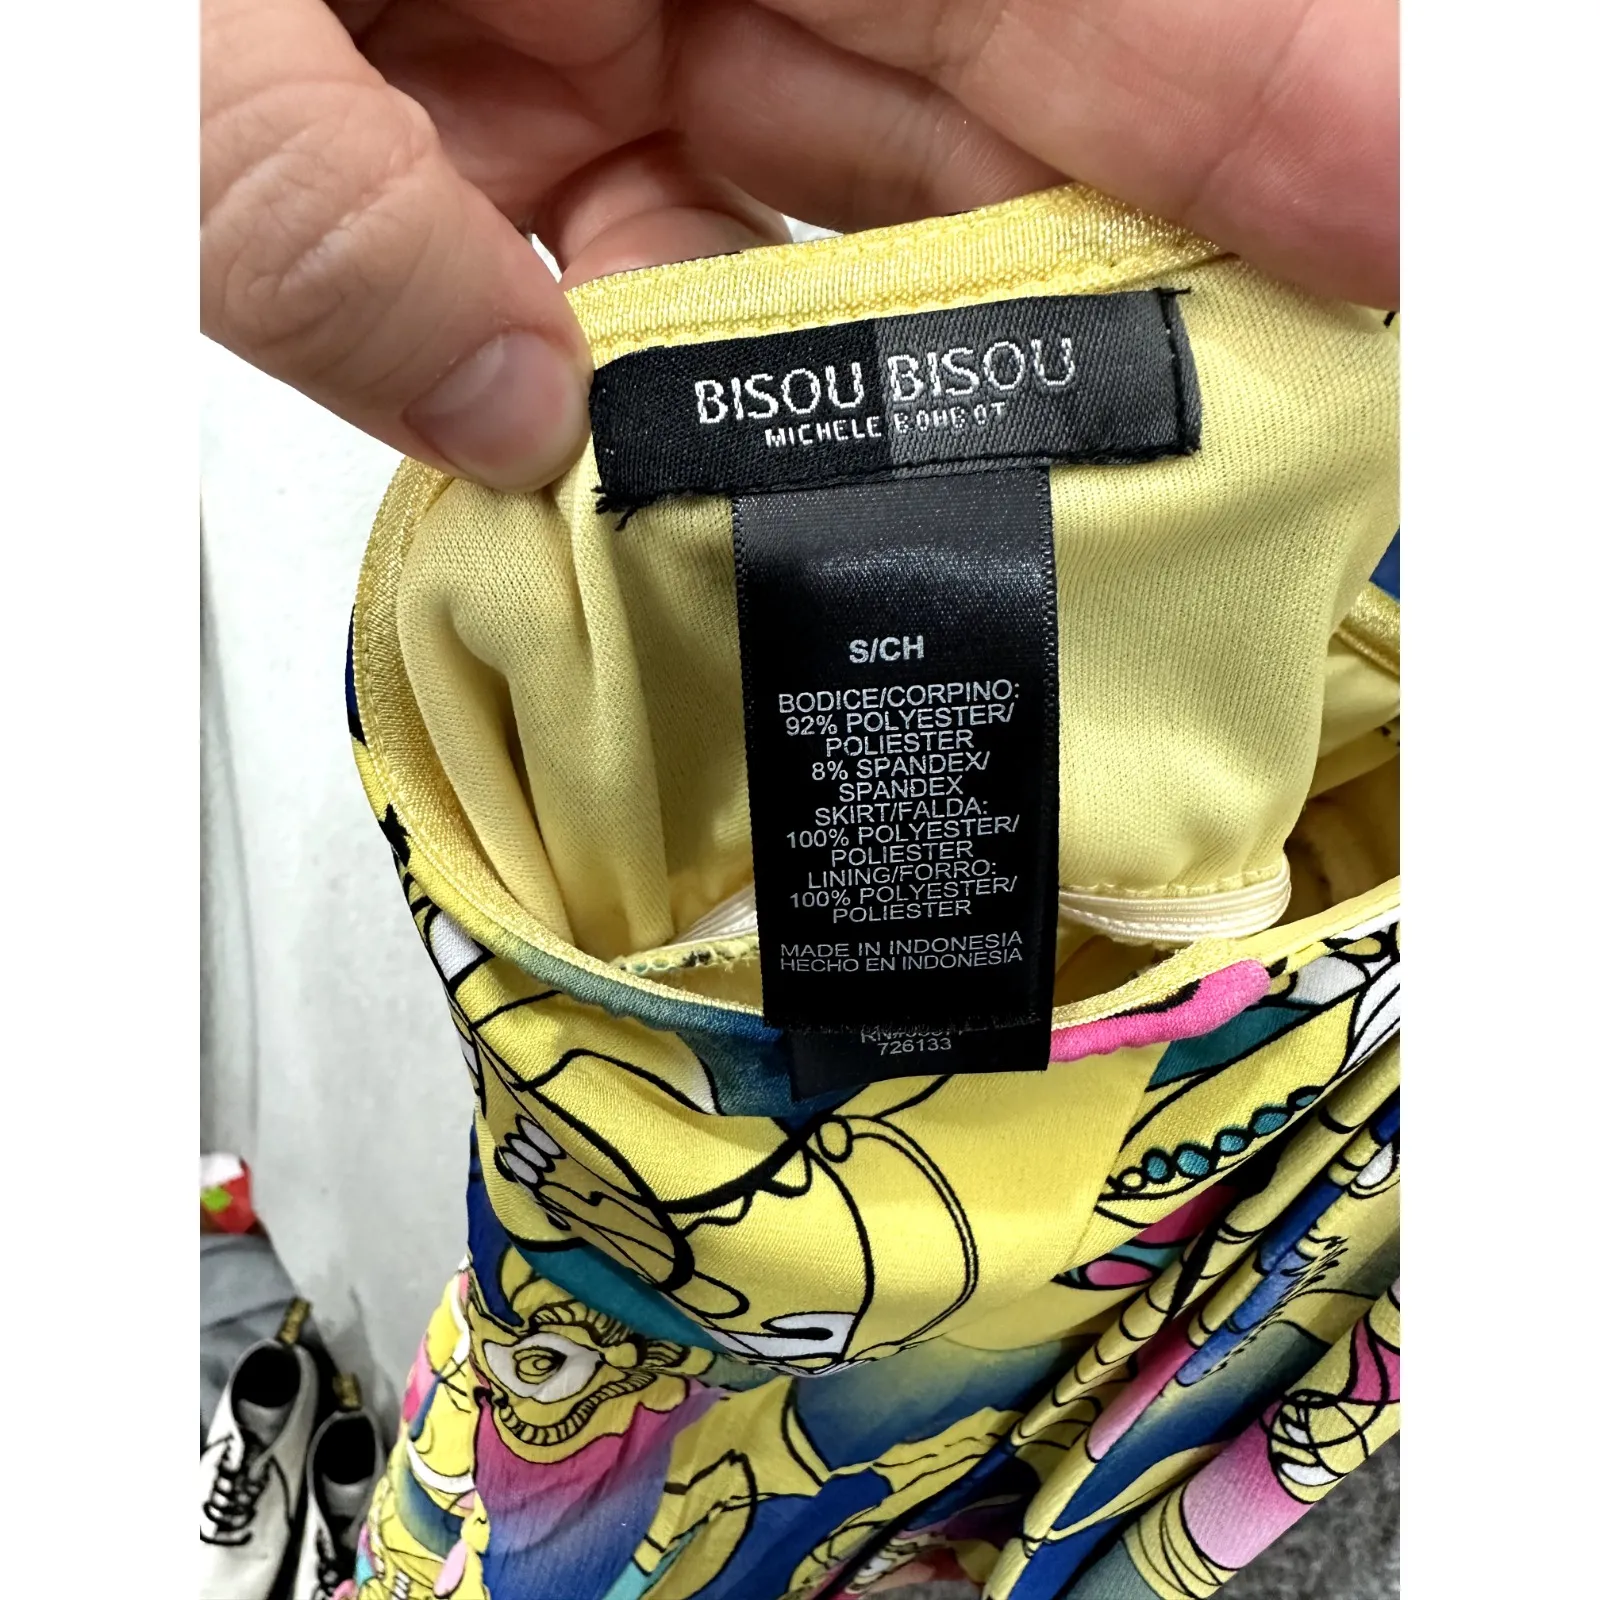 BISOU BISOU
MICHELE BOHBOT
S/CH
BODICE/CORPINO:
92% POLYESTER/
POLIESTER
8% SPANDEX/
SPANDEX
SKIRT/FALDA:
100% POLYESTER/
POLIESTER
LINING/FORRO:
100% POLYESTER/
POLIESTER
MADE IN INDONESIA
HECHO EN INDONESIA
726133